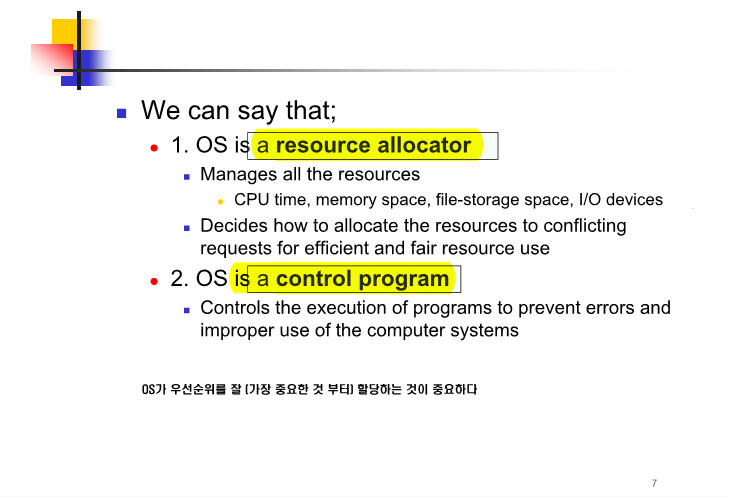 We can say that;
1. OS is a resource allocator
Manages all the resources
CPU time, memory space, file-storage space, I/O devices
Decides how to allocate the resources to conflicting
requests for efficient and fair resource use
2. OS is a control program
Controls the execution of programs to prevent errors and
improper use of the computer systems
OS가 우선순위를 잘 (가장 중요한 것 부터) 할당하는 것이 중요하다
7